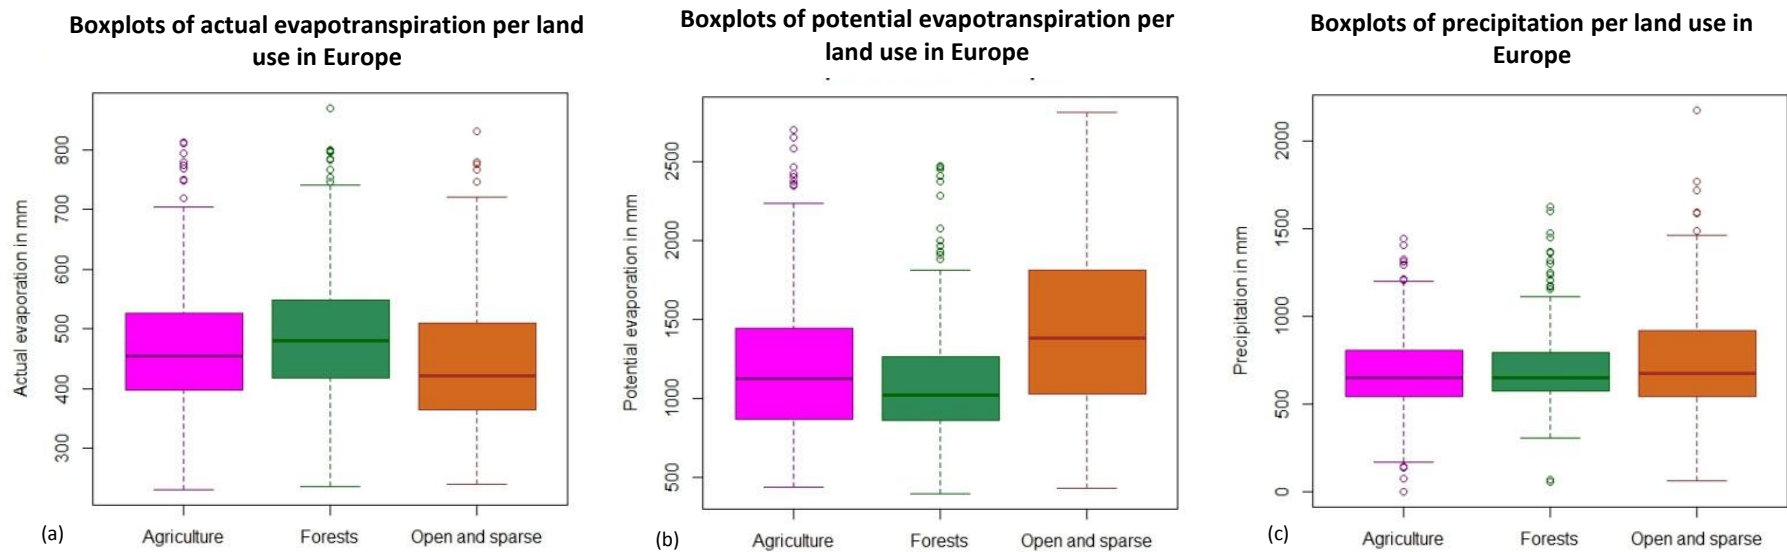 Boxplots of actual evapotranspiration per land
use in Europe
Actual evaporation in mm
800
700
600
500
400
300
Agriculture Forests Open and sparse
(a)
Boxplots of potential evapotranspiration per
land use in Europe
Potential evaporation in mm
2500
2000
1500
1000
500
Agriculture Forests Open and sparse
(b)
Boxplots of precipitation per land use in
Europe
Precipitation in mm
2000
1500
1000
500
0
Agriculture Forests Open and sparse
(c)